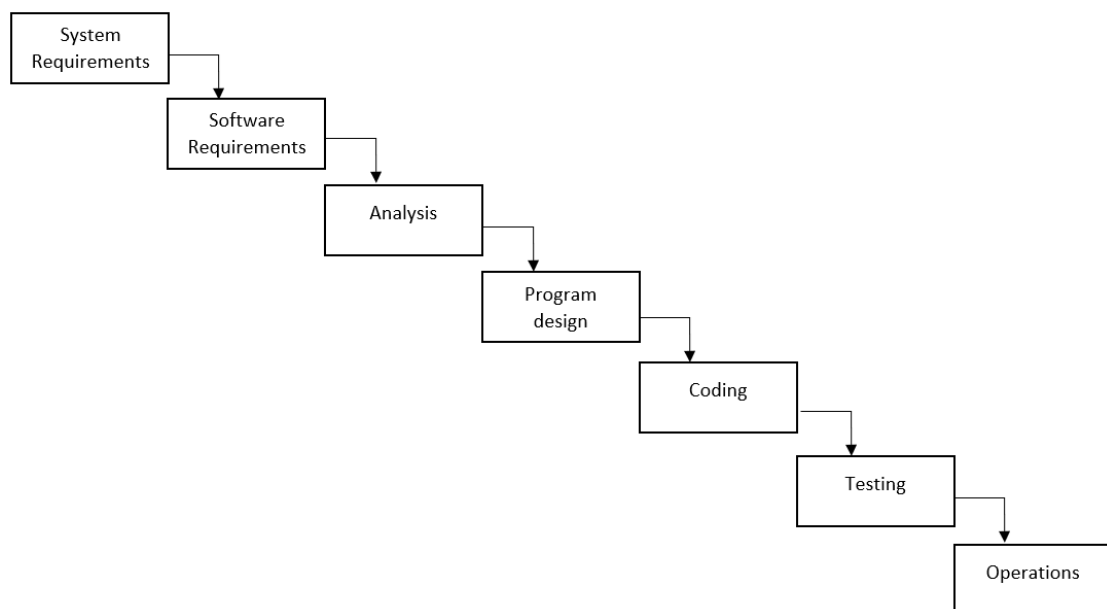 System
Requirements
Software
Requirements
Analysis
Program
design
Coding
Testing
Operations